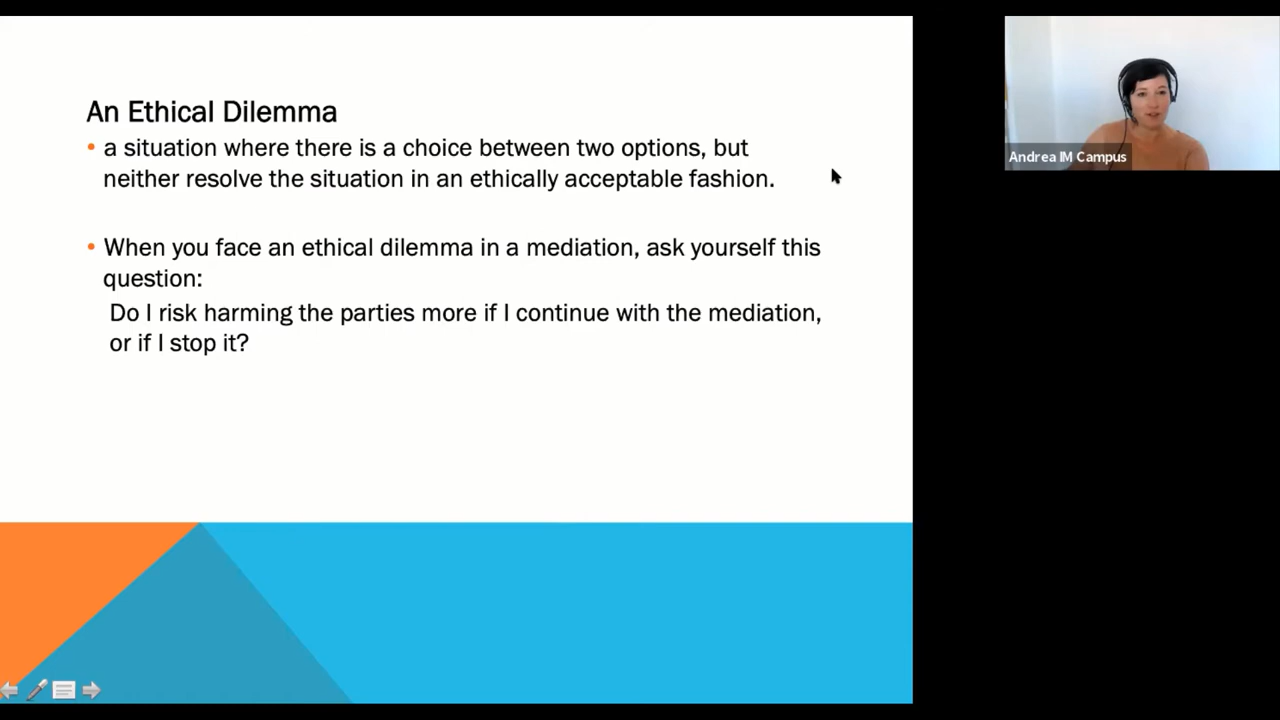 An Ethical Dilemma
• a situation where there is a choice between two options, but
neither resolve the situation in an ethically acceptable fashion.
• When you face an ethical dilemma in a mediation, ask yourself this
question:
Do I risk harming the parties more if I continue with the mediation,
or if I stop it?
Andrea IM Campus